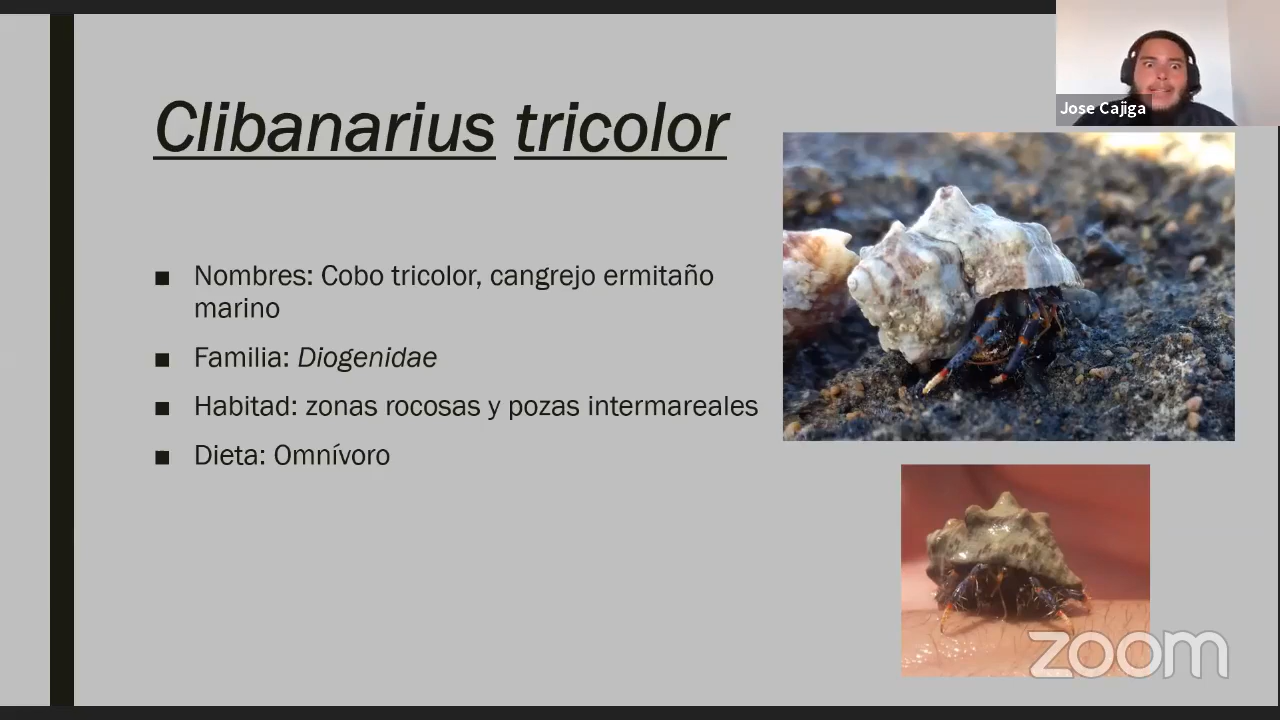 Jose Cajiga
Clibanarius tricolor
■ Nombres: Cobo tricolor, cangrejo ermitaño
marino
■ Familia: Diogenidae
■ Habitad: zonas rocosas y pozas intermareales
■ Dieta: Omnívoro
zoom